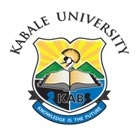 KABALE UNIVERSITY
KAB
KNOWLEDGE IS THE FUTURE